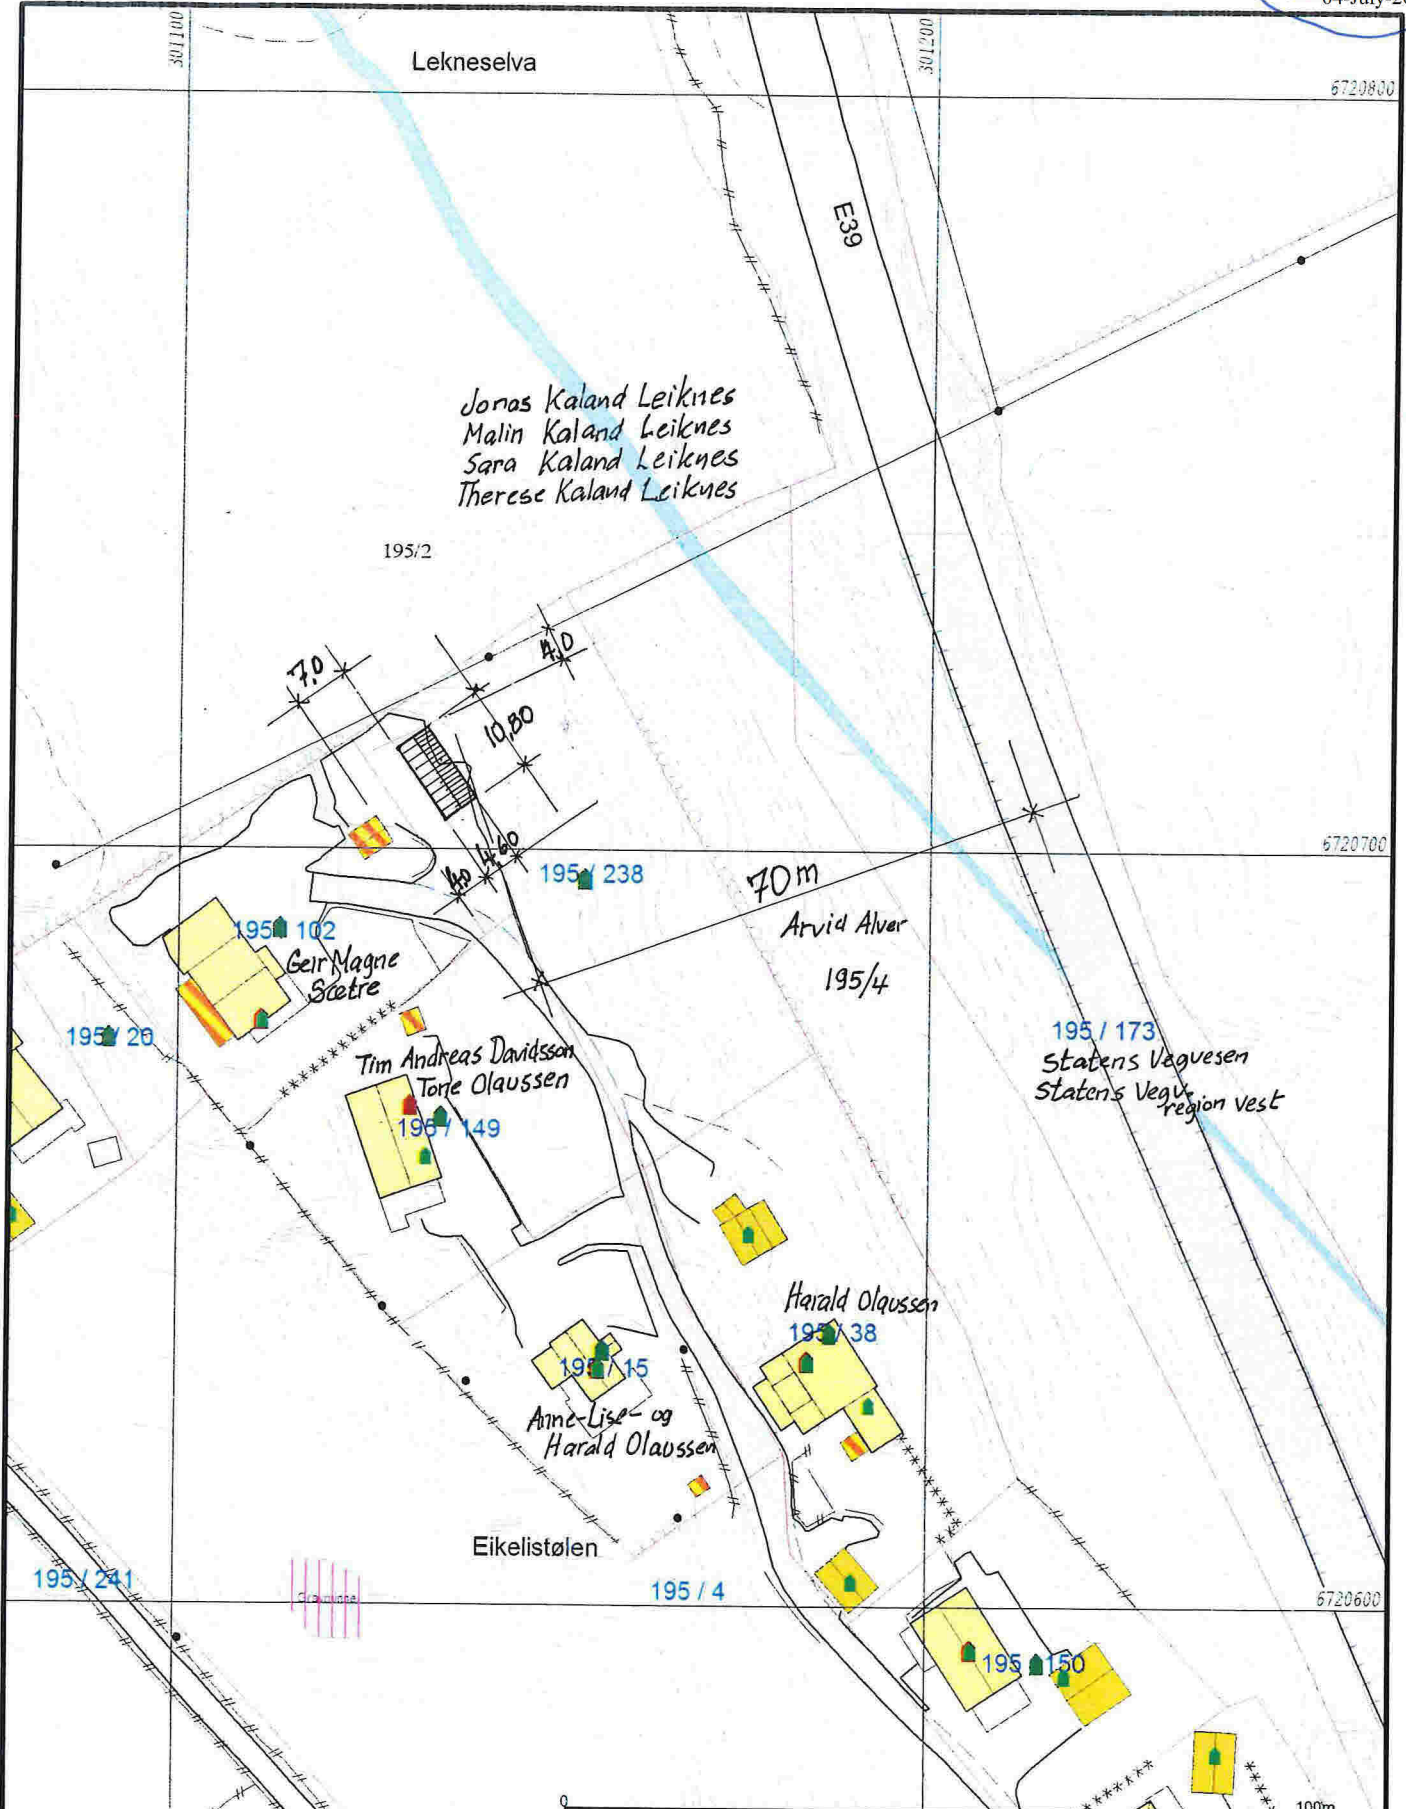 301100
Lekneselva
301200
6720800
E39
Jonas Kaland Leiknes
Malin Kaland Leiknes
Sara Kaland Leiknes
Therese Kaland Leiknes
195/2
7,0
4,0
10,80
6720700
4,0
4,60
195 / 238
70m
Arvid Alver
195/4
195 / 102
Geir Magne
Sætre
195 / 20
195 / 173
Statens Vegvesen
Statens Vegv.
region vest
Tim Andreas Davidsson
Tone Olaussen
195 / 149
Harald Olaussen
195 / 38
195 / 15
Anne-Lise- og
Harald Olaussen
Eikelistølen
195 / 241
195 / 4
6720600
195 / 150
0
100m